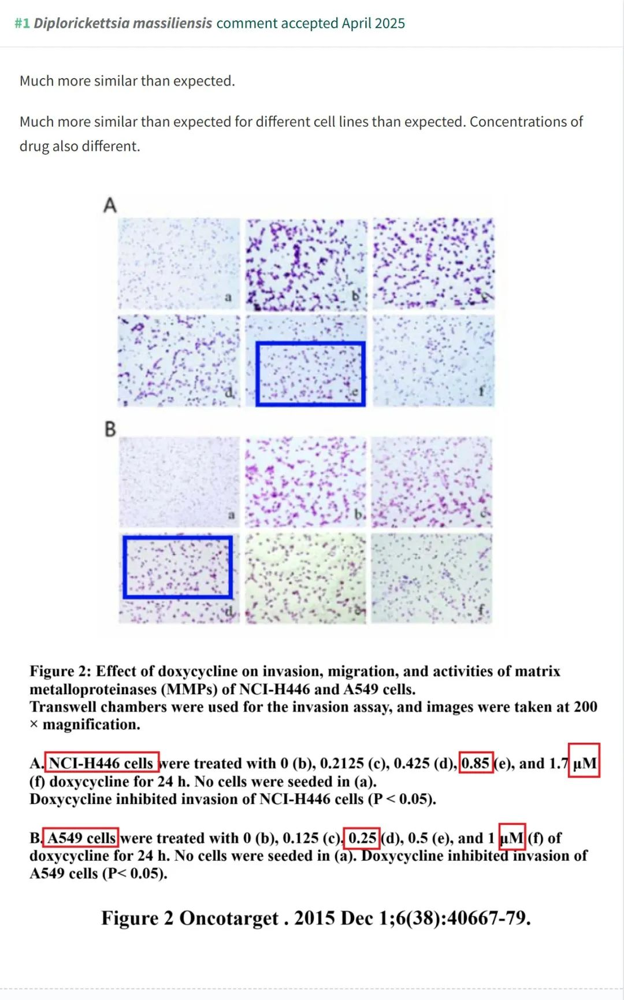 #1 Diplorickettsia massiliensis comment accepted April 2025
Much more similar than expected.
Much more similar than expected for different cell lines than expected. Concentrations of
drug also different.
A
a
b
c
d
e
f
B
a
b
c
d
e
f
Figure 2: Effect of doxycycline on invasion, migration, and activities of matrix
metalloproteinases (MMPs) of NCI-H446 and A549 cells.
Transwell chambers were used for the invasion assay, and images were taken at 200
× magnification.
A. NCI-H446 cells were treated with 0 (b), 0.2125 (c), 0.425 (d), 0.85 (e), and 1.7 μM
(f) doxycycline for 24 h. No cells were seeded in (a).
Doxycycline inhibited invasion of NCI-H446 cells (P < 0.05).
B. A549 cells were treated with 0 (b), 0.125 (c), 0.25 (d), 0.5 (e), and 1 μM (f) of
doxycycline for 24 h. No cells were seeded in (a). Doxycycline inhibited invasion of
A549 cells (P< 0.05).
Figure 2 Oncotarget . 2015 Dec 1;6(38):40667-79.